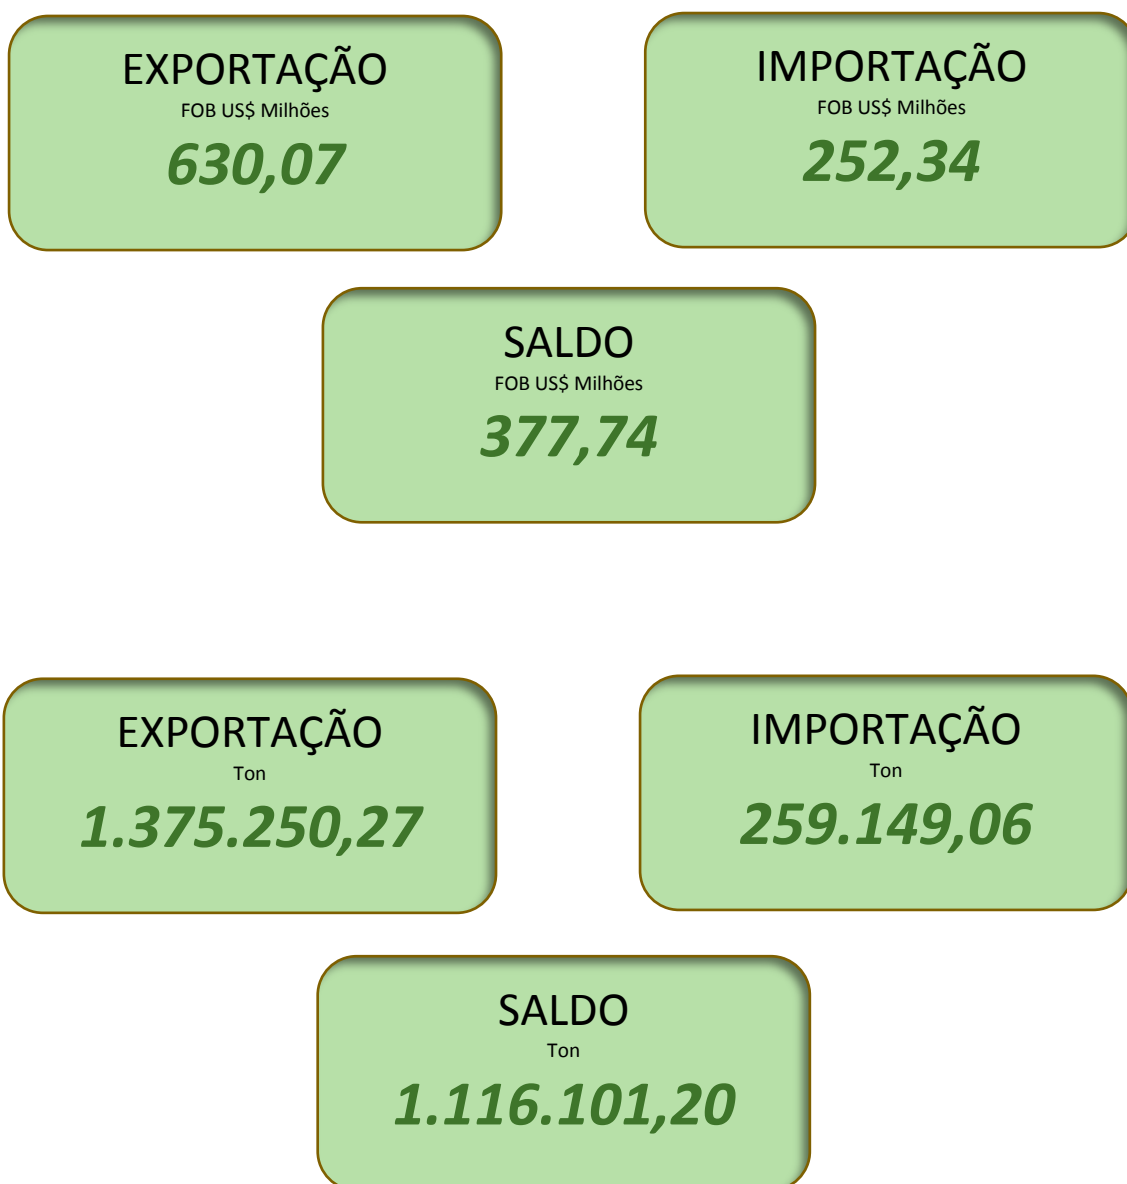 EXPORTAÇÃO
FOB US$ Milhões
630,07
IMPORTAÇÃO
FOB US$ Milhões
252,34
SALDO
FOB US$ Milhões
377,74
EXPORTAÇÃO
Ton
1.375.250,27
IMPORTAÇÃO
Ton
259.149,06
SALDO
Ton
1.116.101,20